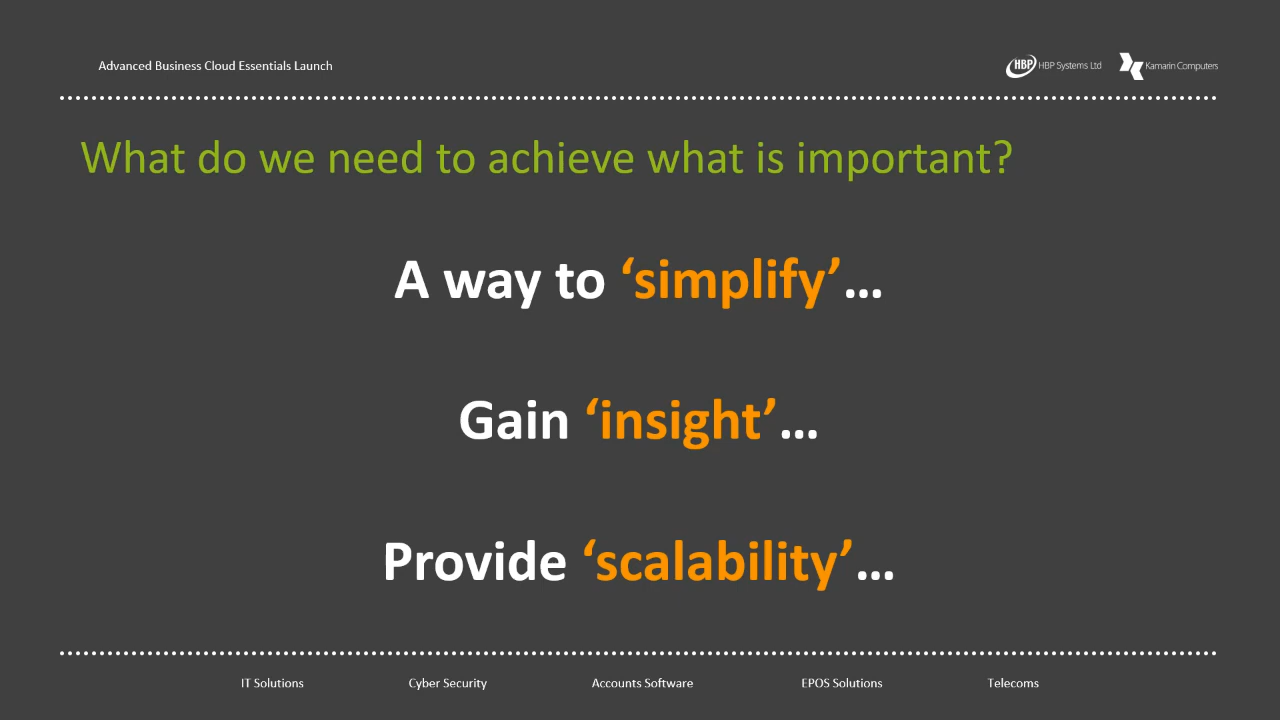 Advanced Business Cloud Essentials Launch
HBP HBP Systems Ltd Kamarin Computers
What do we need to achieve what is important?
A way to ‘simplify’…
Gain ‘insight’…
Provide ‘scalability’…
IT Solutions Cyber Security Accounts Software EPOS Solutions Telecoms